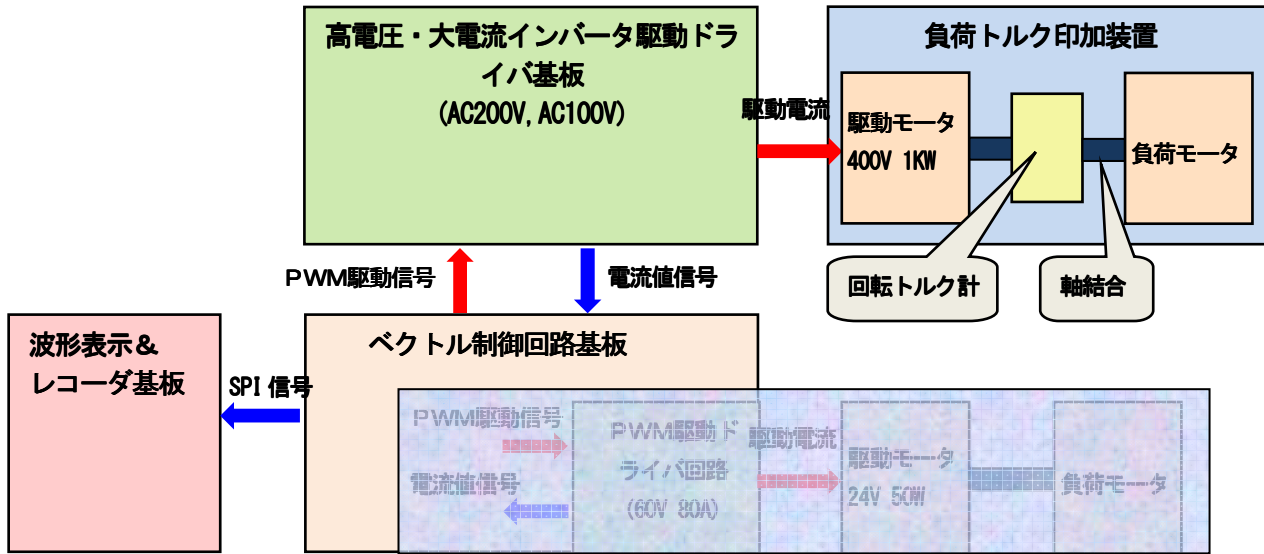 高電圧・大電流インバータ駆動ドラ
イバ基板
(AC200V, AC100V)
駆動電流
負荷トルク印加装置
駆動モータ
400V 1KW
負荷モータ
回転トルク計
軸結合
PWM駆動信号
電流値信号
波形表示＆
レコーダ基板
SPI 信号
ベクトル制御回路基板
PWM駆動信号
電流値信号
PWM駆動ド
ライバ回路
(60V 80A)
駆動電流
駆動モータ
24V 50W
負荷モータ